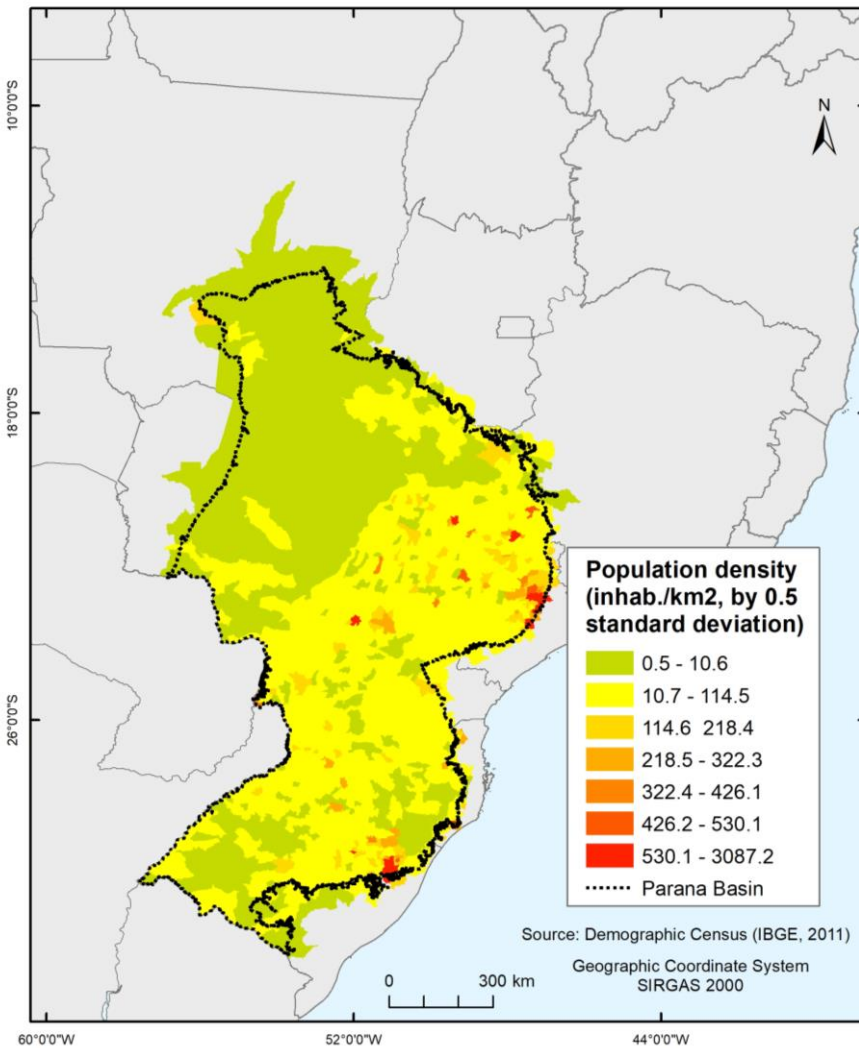 10°0'0"S
N
18°0'0"S
Population density
(inhab./km2, by 0.5
standard deviation)
0.5 - 10.6
10.7 - 114.5
114.6  218.4
218.5 - 322.3
322.4 - 426.1
426.2 - 530.1
530.1 - 3087.2
Parana Basin
26°0'0"S
Source: Demographic Census (IBGE, 2011)
Geographic Coordinate System
SIRGAS 2000
0 300 km
60°0'0"W 52°0'0"W 44°0'0"W